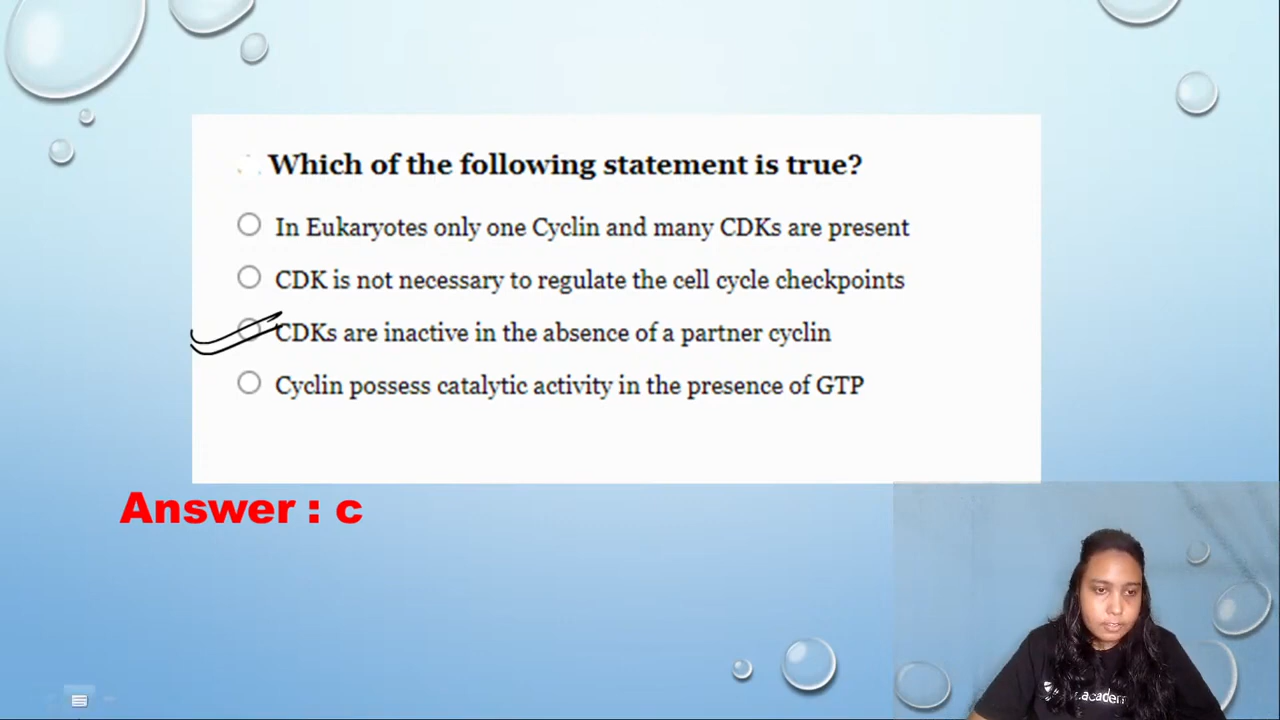 Which of the following statement is true?
In Eukaryotes only one Cyclin and many CDKs are present
CDK is not necessary to regulate the cell cycle checkpoints
CDKs are inactive in the absence of a partner cyclin
Cyclin possess catalytic activity in the presence of GTP
Answer : c